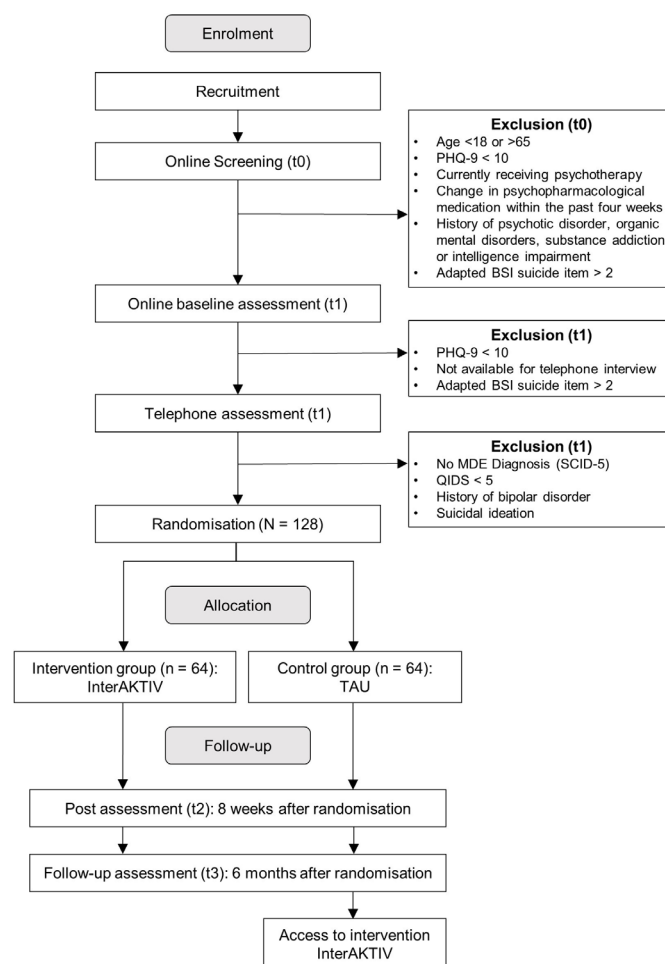 Enrolment
Recruitment
Online Screening (t0)
Exclusion (t0)
• Age <18 or >65
• PHQ-9 < 10
• Currently receiving psychotherapy
• Change in psychopharmacological
medication within the past four weeks
• History of psychotic disorder, organic
mental disorders, substance addiction
or intelligence impairment
• Adapted BSI suicide item > 2
Online baseline assessment (t1)
Exclusion (t1)
• PHQ-9 < 10
• Not available for telephone interview
• Adapted BSI suicide item > 2
Telephone assessment (t1)
Exclusion (t1)
• No MDE Diagnosis (SCID-5)
• QIDS < 5
• History of bipolar disorder
• Suicidal ideation
Randomisation (N = 128)
Allocation
Intervention group (n = 64):
InterAKTIV
Control group (n = 64):
TAU
Follow-up
Post assessment (t2): 8 weeks after randomisation
Follow-up assessment (t3): 6 months after randomisation
Access to intervention
InterAKTIV